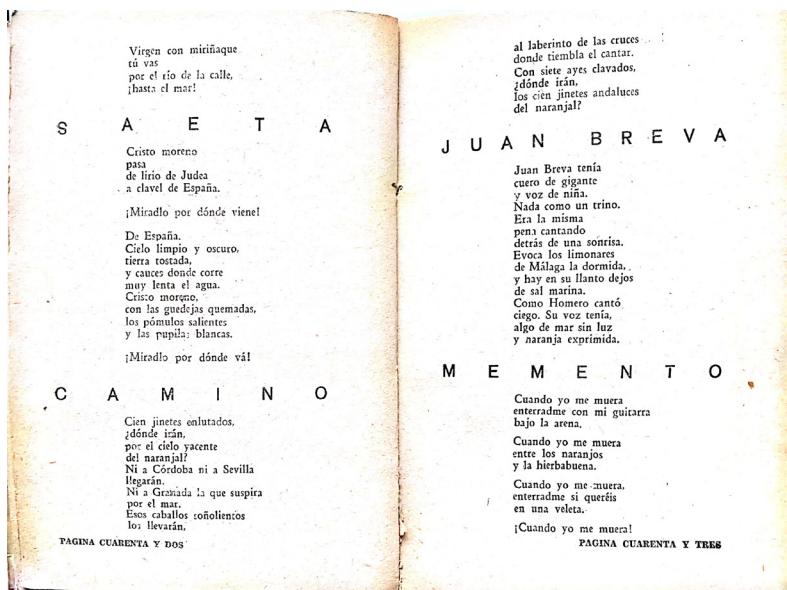 Virgen con miriñaque
tú vas
por el río de la calle,
¡hasta el mar!
SAETA
Cristo moreno
pasa
de lirio de Judea
a clavel de España.
¡Miradlo por dónde viene!
De España.
Cielo limpio y oscuro,
tierra tostada,
y cauces donde corre
muy lenta el agua.
Cristo moreno,
con las guedejas quemadas,
los pómulos salientes
y las pupilas blancas.
¡Miradlo por dónde vá!
CAMINO
Cien jinetes enlutados,
¿dónde irán,
por el cielo yacente
del naranjal?
Ni a Córdoba ni a Sevilla
llegarán.
Ni a Granada la que suspira
por el mar.
Esos caballos soñolientos
los llevarán,
PAGINA CUARENTA Y DOS
al laberinto de las cruces
donde tiembla el cantar.
Con siete ayes clavados,
¿dónde irán,
los cien jinetes andaluces
del naranjal?
JUAN BREVA
Juan Breva tenía
cuero de gigante
y voz de niña.
Nada como un trino.
Era la misma
pena cantando
detrás de una sonrisa.
Evoca los limonares
de Málaga la dormida,
y hay en su llanto dejos
de sal marina.
Como Homero cantó
ciego. Su voz tenía,
algo de mar sin luz
y naranja exprimida.
MEMENTO
Cuando yo me muera
enterradme con mi guitarra
bajo la arena.
Cuando yo me muera
entre los naranjos
y la hierbabuena.
Cuando yo me muera,
enterradme si queréis
en una veleta.
¡Cuando yo me muera!
PAGINA CUARENTA Y TRES